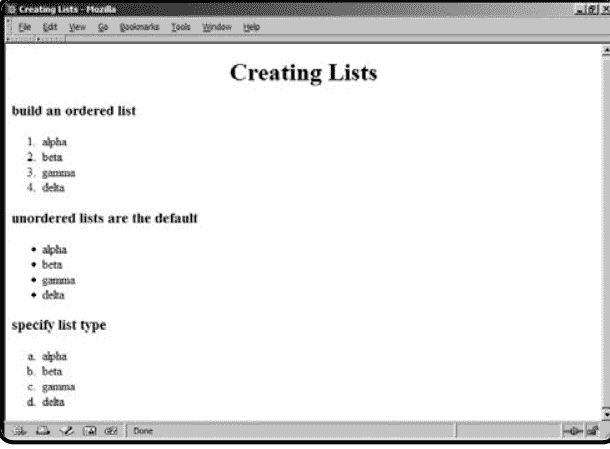 Creating Lists - Mozilla
File Edit View Go Bookmarks Tools Window Help
Creating Lists
build an ordered list
1. alpha
2. beta
3. gamma
4. delta
unordered lists are the default
• alpha
• beta
• gamma
• delta
specify list type
a. alpha
b. beta
c. gamma
d. delta
Done